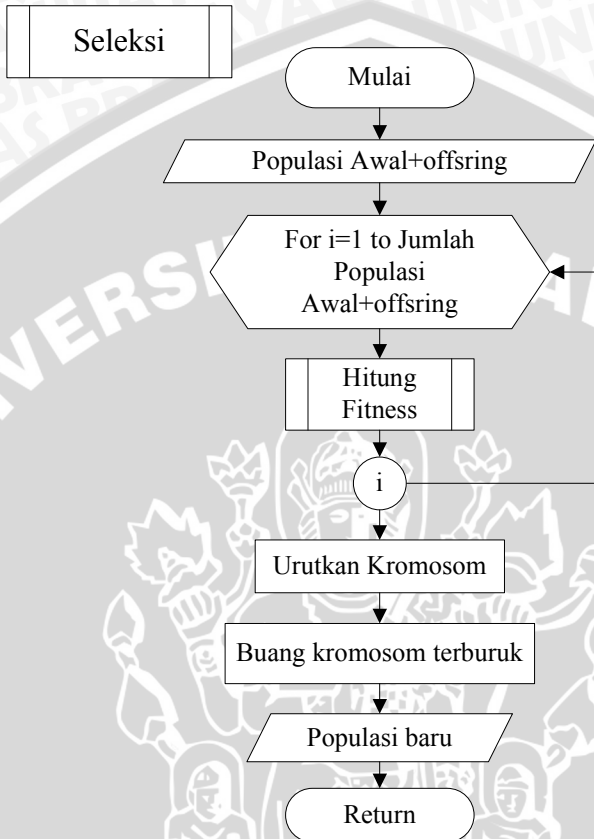 Seleksi
Mulai
Populasi Awal+offsring
For i=1 to Jumlah
Populasi
Awal+offsring
Hitung
Fitness
i
Urutkan Kromosom
Buang kromosom terburuk
Populasi baru
Return